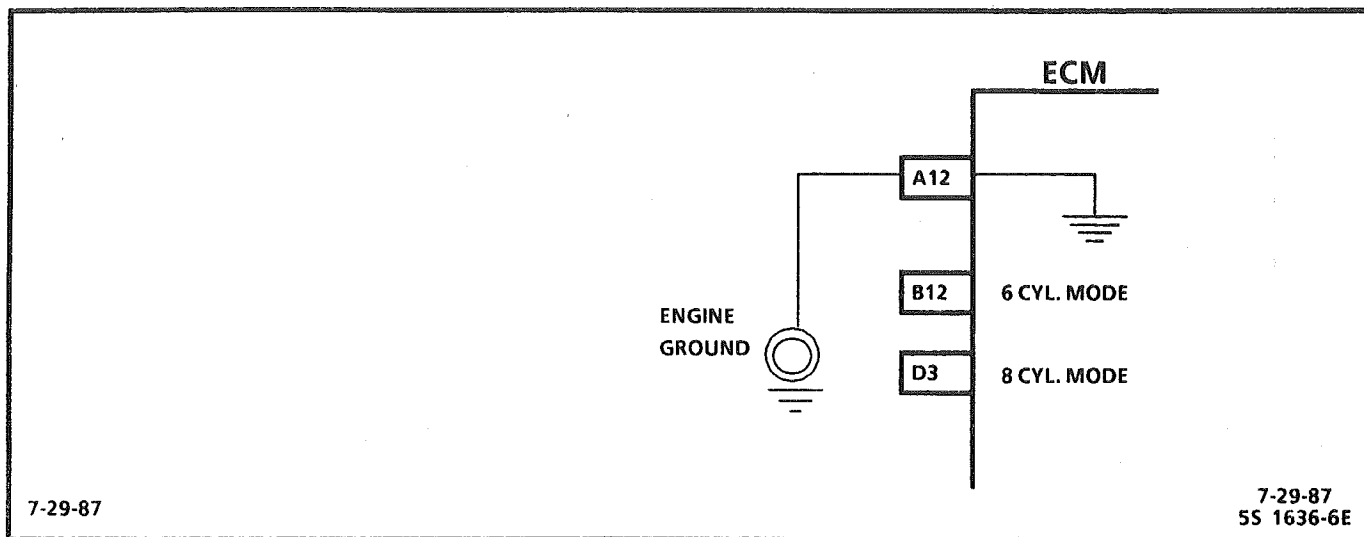 ECM
A12
B12 6 CYL. MODE
ENGINE
GROUND
D3 8 CYL. MODE
7-29-87
7-29-87
5S 1636-6E